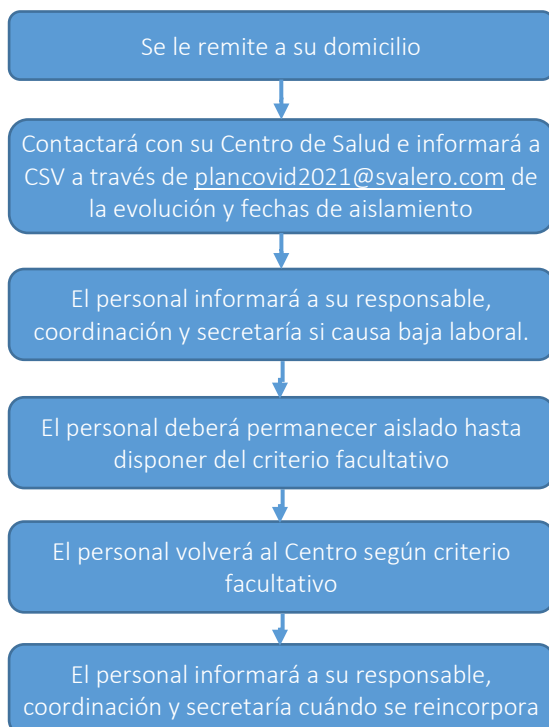 Se le remite a su domicilio
Contactará con su Centro de Salud e informará a
CSV a través de plancovid2021@svalero.com de
la evolución y fechas de aislamiento
El personal informará a su responsable,
coordinación y secretaría si causa baja laboral.
El personal deberá permanecer aislado hasta
disponer del criterio facultativo
El personal volverá al Centro según criterio
facultativo
El personal informará a su responsable,
coordinación y secretaría cuándo se reincorpora